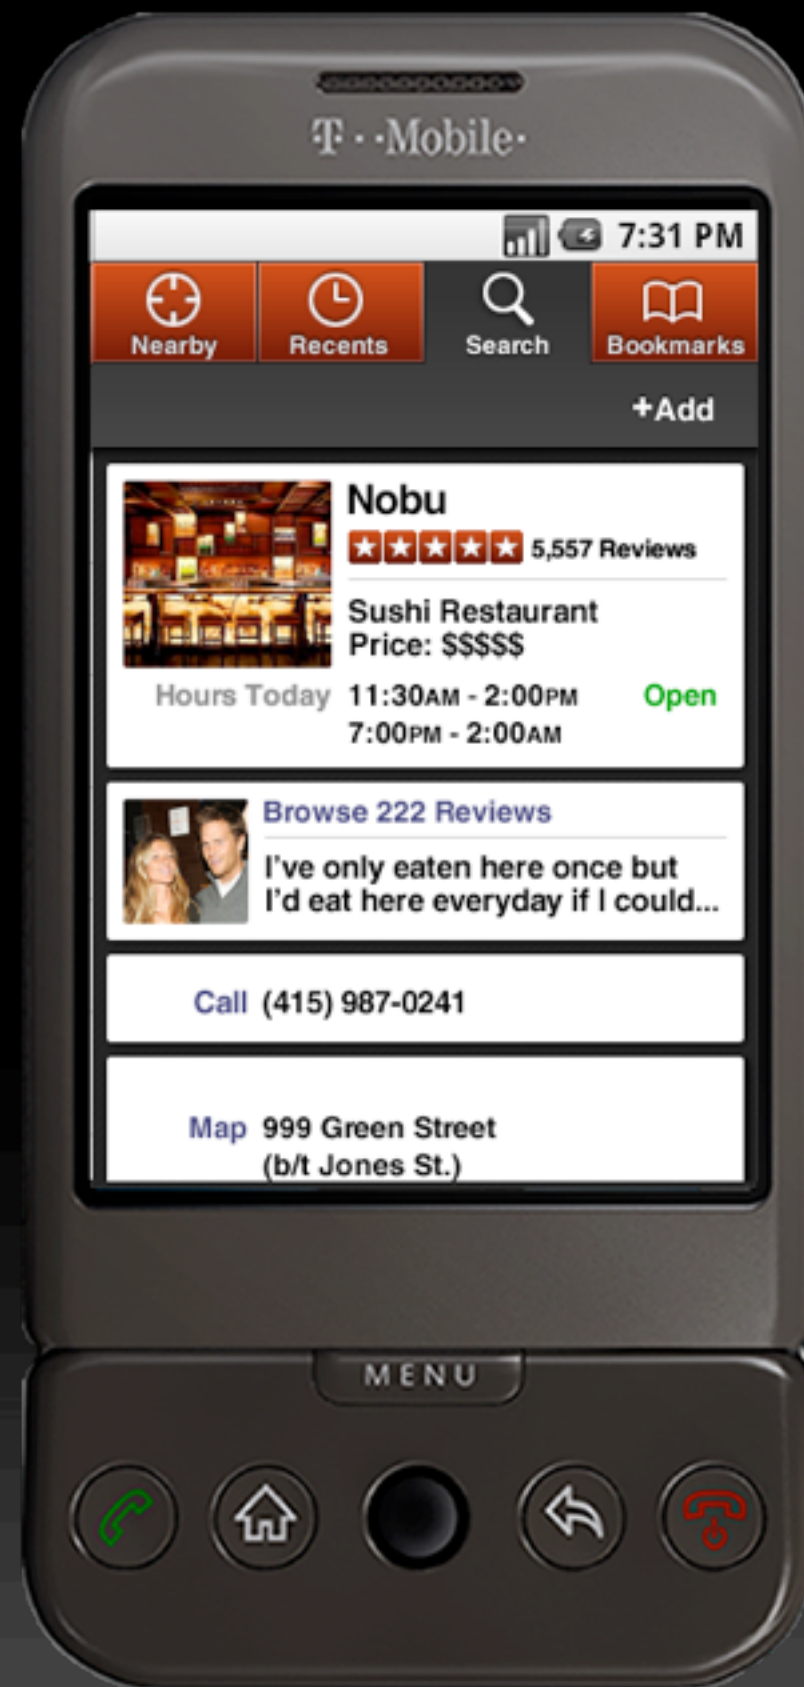 T··Mobile·
7:31 PM
Nearby
Recents
Search
Bookmarks
+Add
Nobu
5,557 Reviews
Sushi Restaurant
Price: $$$$$
Hours Today 11:30AM - 2:00PM Open
7:00PM - 2:00AM
Browse 222 Reviews
I've only eaten here once but
I'd eat here everyday if I could...
Call (415) 987-0241
Map 999 Green Street
(b/t Jones St.)
MENU